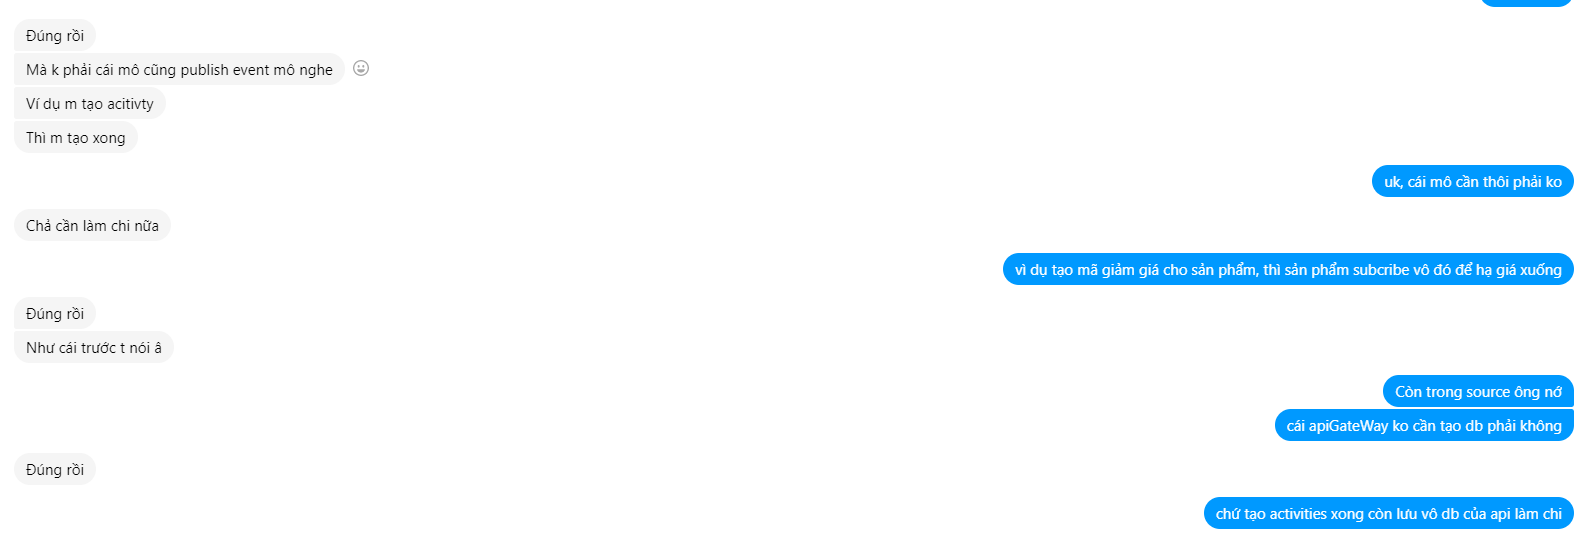 Đúng rồi
Mà k phải cái mô cũng publish event mô nghe
Ví dụ m tạo acitivty
Thì m tạo xong
uk, cái mô cần thôi phải ko
Chả cần làm chi nữa
vì dụ tạo mã giảm giá cho sản phẩm, thì sản phẩm subcribe vô đó để hạ giá xuống
Đúng rồi
Như cái trước t nói â
Còn trong source ông nớ
cái apiGateWay ko cần tạo db phải không
Đúng rồi
chứ tạo activities xong còn lưu vô db của api làm chi